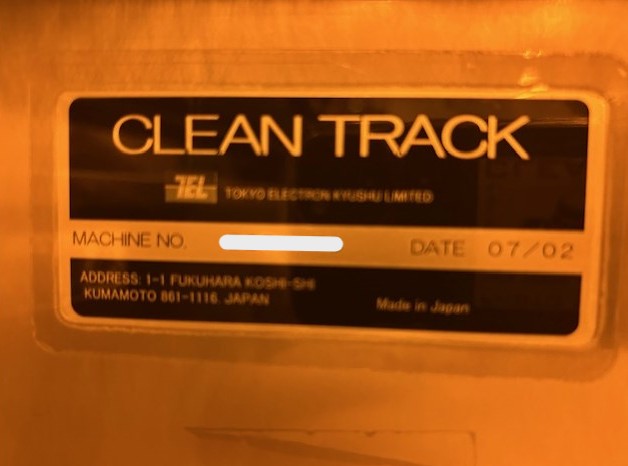 CLEAN TRACK
TEL TOKYO ELECTRON KYUSHU LIMITED
MACHINE NO. DATE 07/02
ADDRESS: 1-1 FUKUHARA KOSHI-SHI
KUMAMOTO 861-1116. JAPAN
Made in Japan